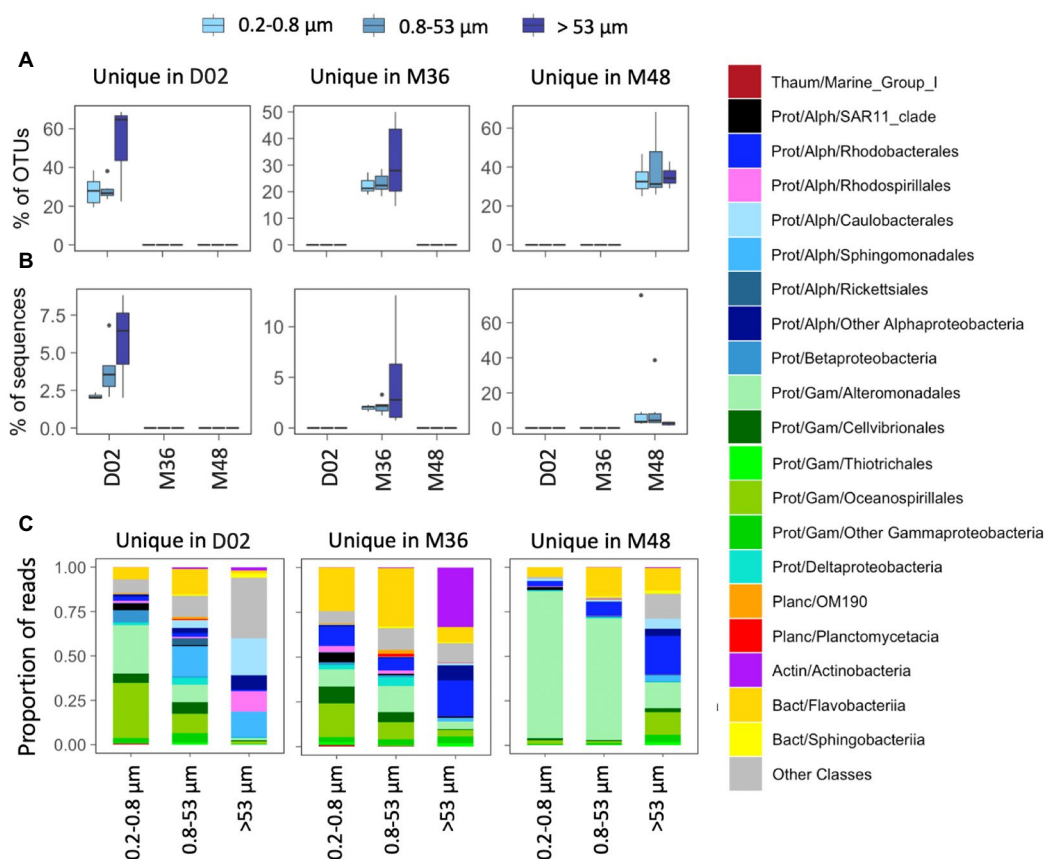 0.2-0.8 µm 0.8-53 µm > 53 µm
A
Unique in D02 Unique in M36 Unique in M48
% of OTUs
60
40
20
0
50
40
30
20
10
0
60
40
20
0
B
% of sequences
7.5
5.0
2.5
0.0
10
5
0
60
40
20
0
D02 M36 M48 D02 M36 M48 D02 M36 M48
C
Unique in D02 Unique in M36 Unique in M48
Proportion of reads
1.00
0.75
0.50
0.25
0.00
0.2-0.8 µm 0.8-53 µm >53 µm 0.2-0.8 µm 0.8-53 µm >53 µm 0.2-0.8 µm 0.8-53 µm >53 µm
Thaum/Marine_Group_I
Prot/Alph/SAR11_clade
Prot/Alph/Rhodobacterales
Prot/Alph/Rhodospirillales
Prot/Alph/Caulobacterales
Prot/Alph/Sphingomonadales
Prot/Alph/Rickettsiales
Prot/Alph/Other Alphaproteobacteria
Prot/Betaproteobacteria
Prot/Gam/Alteromonadales
Prot/Gam/Cellvibrionales
Prot/Gam/Thiotrichales
Prot/Gam/Oceanospirillales
Prot/Gam/Other Gammaproteobacteria
Prot/Deltaproteobacteria
Planc/OM190
Planc/Planctomycetacia
Actin/Actinobacteria
Bact/Flavobacteriia
Bact/Sphingobacteriia
Other Classes